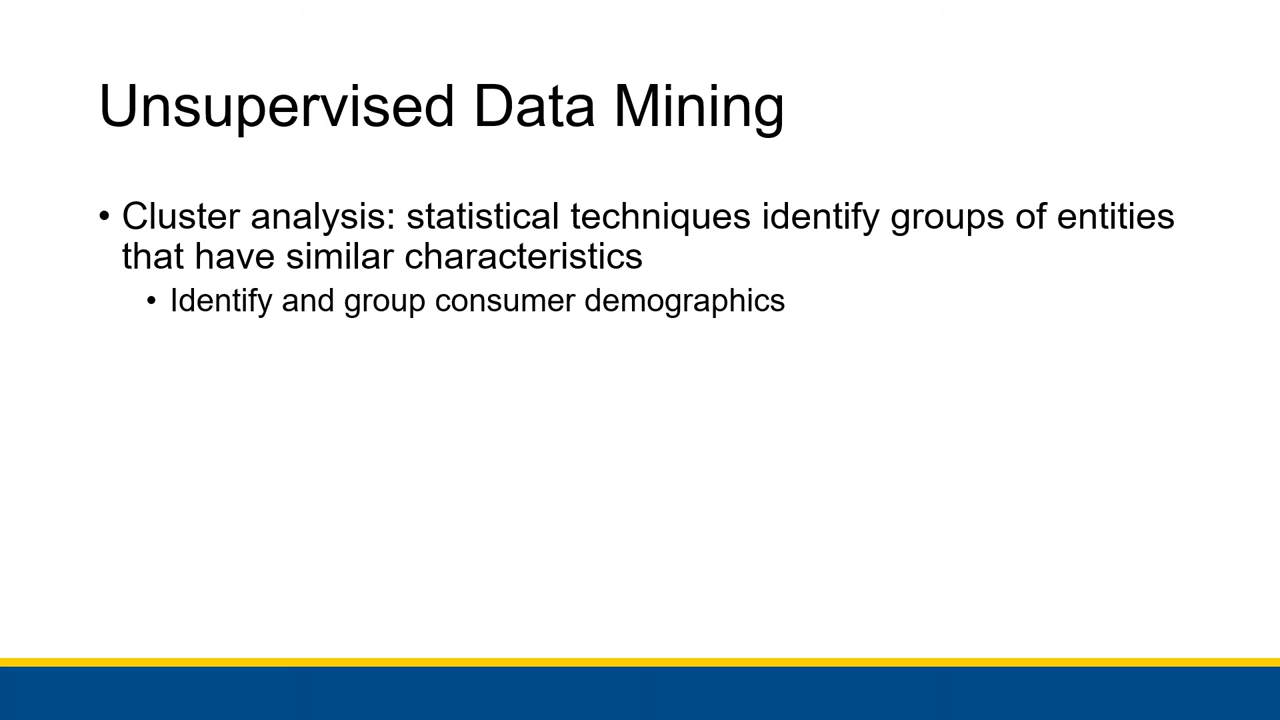 Unsupervised Data Mining
• Cluster analysis: statistical techniques identify groups of entities
that have similar characteristics
• Identify and group consumer demographics